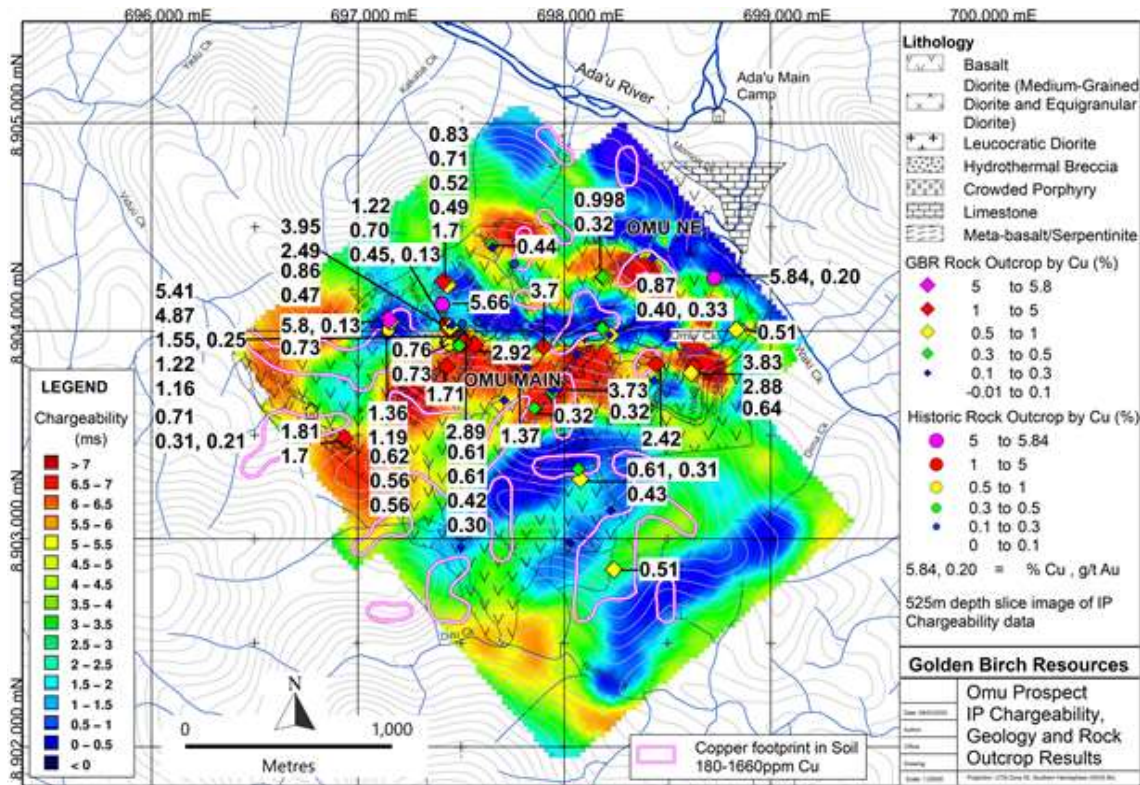 696,000 mE
697,000 mE
698,000 mE
699,000 mE
700,000 mE
8,905,000 mN
8,904,000 mN
8,903,000 mN
8,902,000 mN
Yadu Ck
Kakaba Ck
Ada'u River
Ada'u Main
Camp
Viduu Ck
Waki Ck
Dima Ck
0.83
0.71
0.52
0.49
1.7
1.22
0.70
0.45, 0.13
3.95
2.49
0.86
0.47
5.8, 0.13
0.73
5.41
4.87
1.55, 0.25
1.22
1.16
0.71
0.31, 0.21
0.998
0.32
OMU NE
0.44
5.84, 0.20
0.87
0.40, 0.33
3.7
5.66
0.51
0.76
0.73
2.92
OMU MAIN
1.71
3.83
2.88
0.64
3.73
0.32
0.32
1.37
2.42
1.81
1.7
1.36
1.19
0.62
0.56
0.56
2.89
0.61
0.61
0.42
0.30
0.61, 0.31
0.43
0.51
LEGEND
Chargeability
(ms)
> 7
6.5 – 7
6 – 6.5
5.5 – 6
5 – 5.5
4.5 – 5
4 – 4.5
3.5 – 4
3 – 3.5
2.5 – 3
2 – 2.5
1.5 – 2
1 – 1.5
0.5 – 1
0 – 0.5
< 0
N
0
1,000
Metres
Copper footprint in Soil
180-1660ppm Cu
Lithology
Basalt
Diorite (Medium-Grained
Diorite and Equigranular
Diorite)
Leucocratic Diorite
Hydrothermal Breccia
Crowded Porphyry
Limestone
Meta-basalt/Serpentinite
GBR Rock Outcrop by Cu (%)
5 to 5.8
1 to 5
0.5 to 1
0.3 to 0.5
0.1 to 0.3
-0.01 to 0.1
Historic Rock Outcrop by Cu (%)
5 to 5.84
1 to 5
0.5 to 1
0.3 to 0.5
0.1 to 0.3
0 to 0.1
5.84, 0.20 = % Cu , g/t Au
525m depth slice image of IP
Chargeability data
Golden Birch Resources
Omu Prospect
IP Chargeability,
Geology and Rock
Outcrop Results